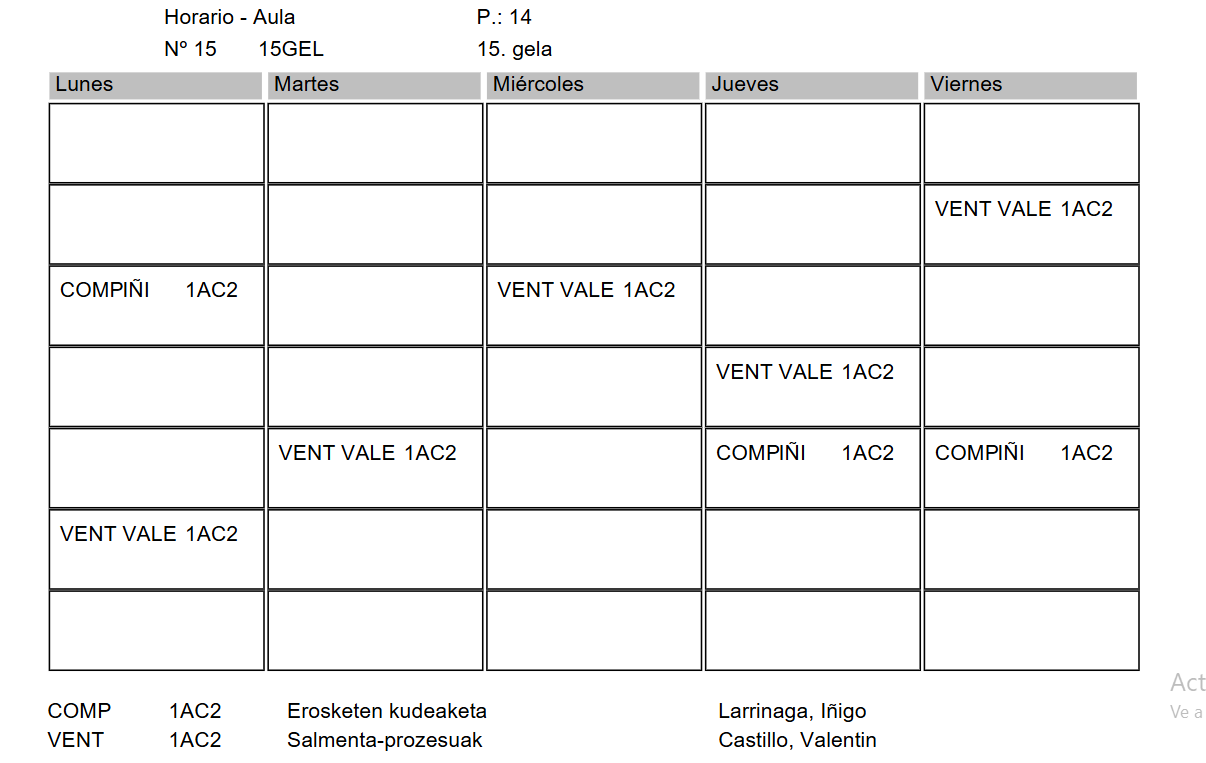 Horario - Aula P.: 14
Nº 15 15GEL 15. gela
Lunes Martes Miércoles Jueves Viernes
VENT VALE 1AC2
COMPIÑI 1AC2 VENT VALE 1AC2
VENT VALE 1AC2
VENT VALE 1AC2 COMPIÑI 1AC2 COMPIÑI 1AC2
VENT VALE 1AC2
COMP 1AC2 Erosketen kudeaketa Larrinaga, Iñigo
VENT 1AC2 Salmenta-prozesuak Castillo, Valentin
Act
Ve a